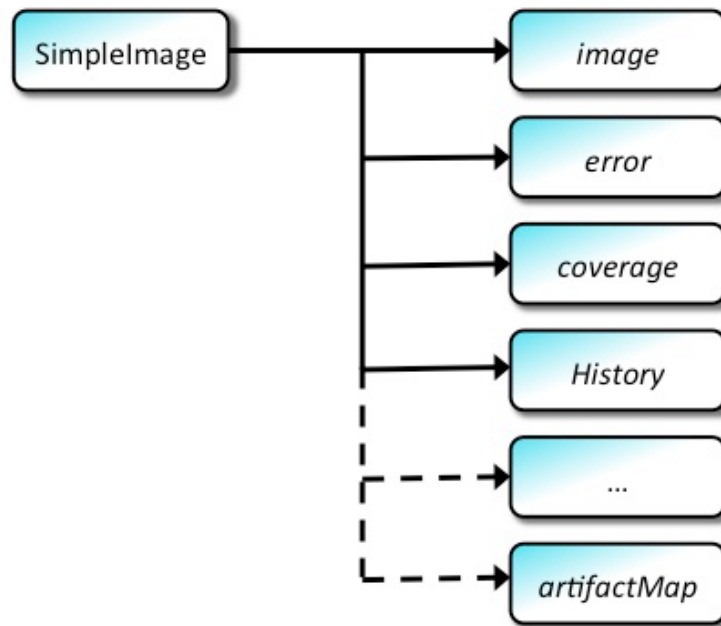 SimpleImage
image
error
coverage
History
...
artifactMap